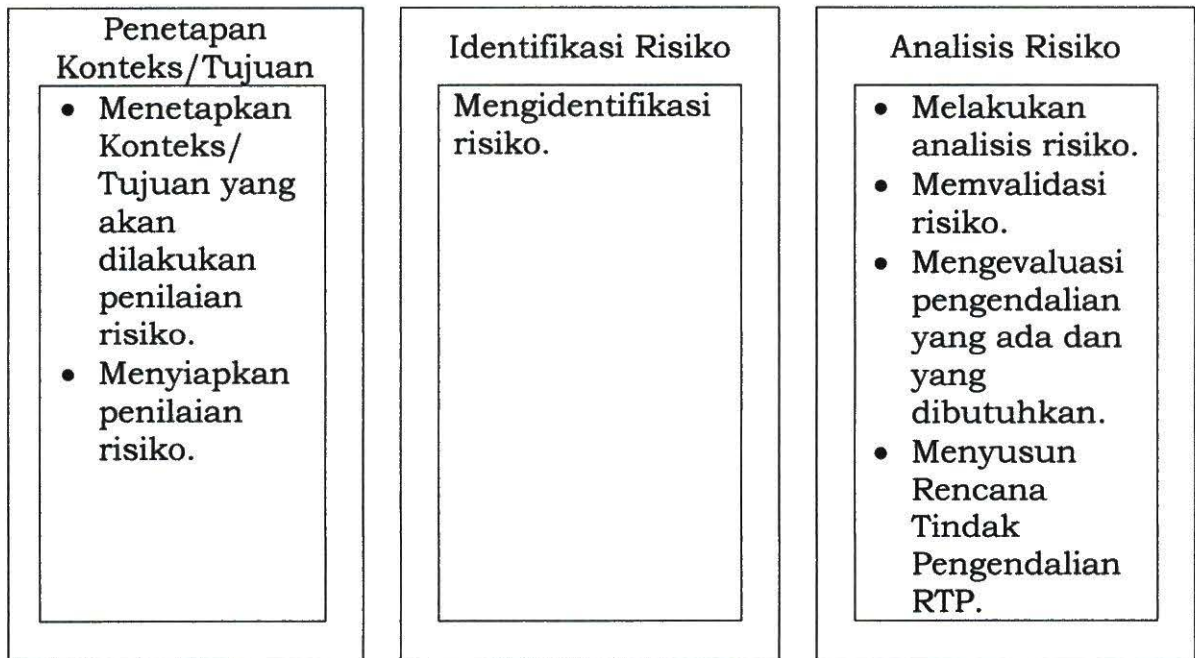 Penetapan
Konteks/Tujuan
• Menetapkan
Konteks/
Tujuan yang
akan
dilakukan
penilaian
risiko.
• Menyiapkan
penilaian
risiko.
Identifikasi Risiko
Mengidentifikasi
risiko.
Analisis Risiko
• Melakukan
analisis risiko.
• Memvalidasi
risiko.
• Mengevaluasi
pengendalian
yang ada dan
yang
dibutuhkan.
• Menyusun
Rencana
Tindak
Pengendalian
RTP.